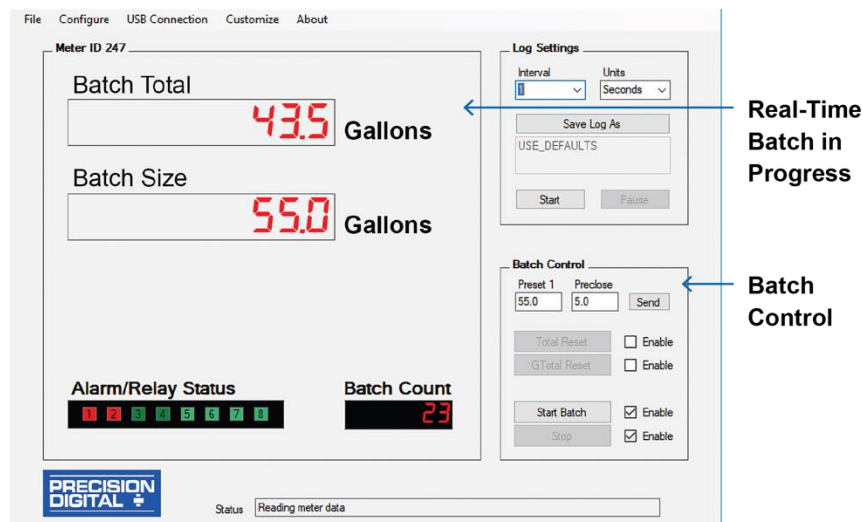 File Configure USB Connection Customize About
Meter ID 247
Batch Total
43.5 Gallons
Batch Size
55.0 Gallons
Alarm/Relay Status
1 2 3 4 5 6 7 8
Batch Count
23
Log Settings
Interval Units
1 Seconds
Save Log As
USE_DEFAULTS
Start Pause
Batch Control
Preset 1 Preclose
55.0 5.0 Send
Total Reset Enable
GTotal Reset Enable
Start Batch Enable
Stop Enable
Real-Time
Batch in
Progress
Batch
Control
PRECISION
DIGITAL
Status Reading meter data